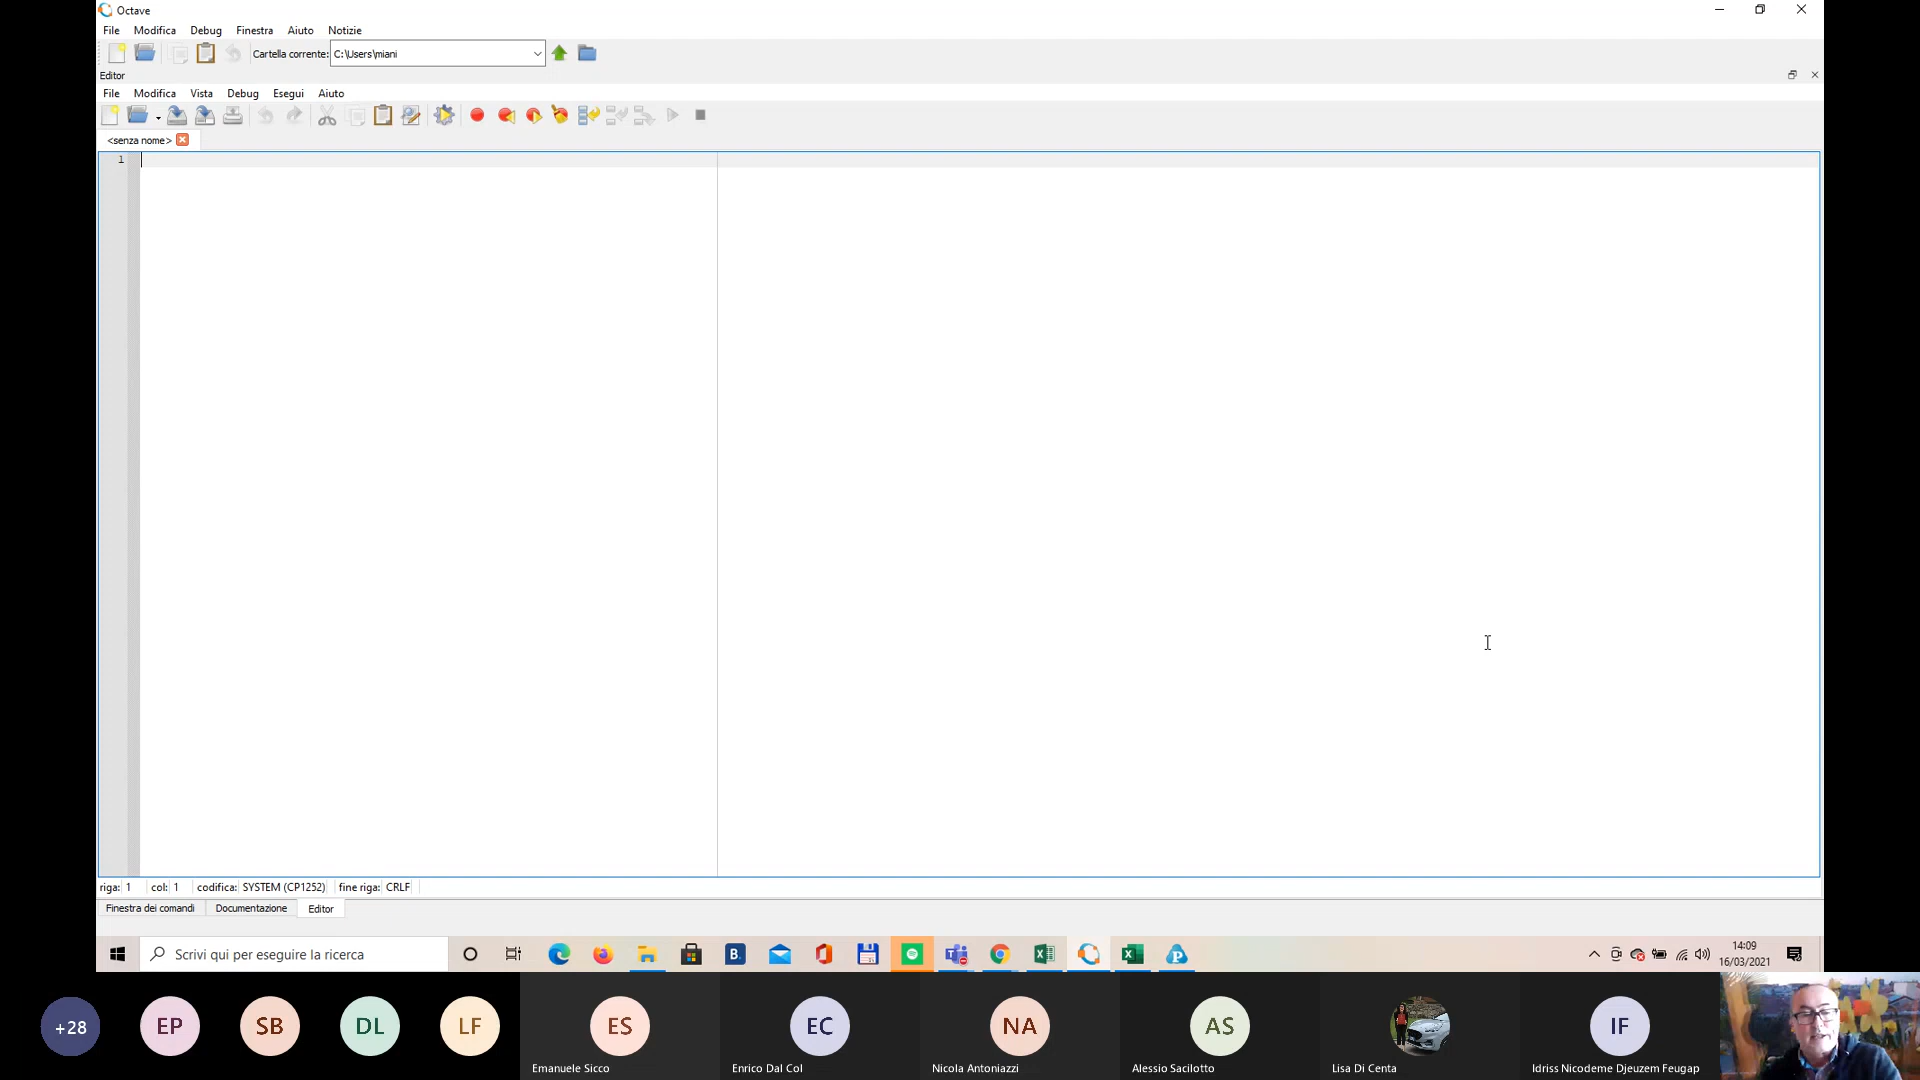 Octave
File Modifica Debug Finestra Aiuto Notizie
Cartella corrente: C:\Users\miani
Editor
File Modifica Vista Debug Esegui Aiuto
<senza nome>
1
riga: 1 col: 1 codifica: SYSTEM (CP1252) fine riga: CRLF
Finestra dei comandi Documentazione Editor
Scrivi qui per eseguire la ricerca
B.
14:09
16/03/2021
+28 EP SB DL LF ES EC NA AS IF
Emanuele Sicco Enrico Dal Col Nicola Antoniazzi Alessio Sacilotto Lisa Di Centa Idriss Nicodeme Djeuzem Feugap